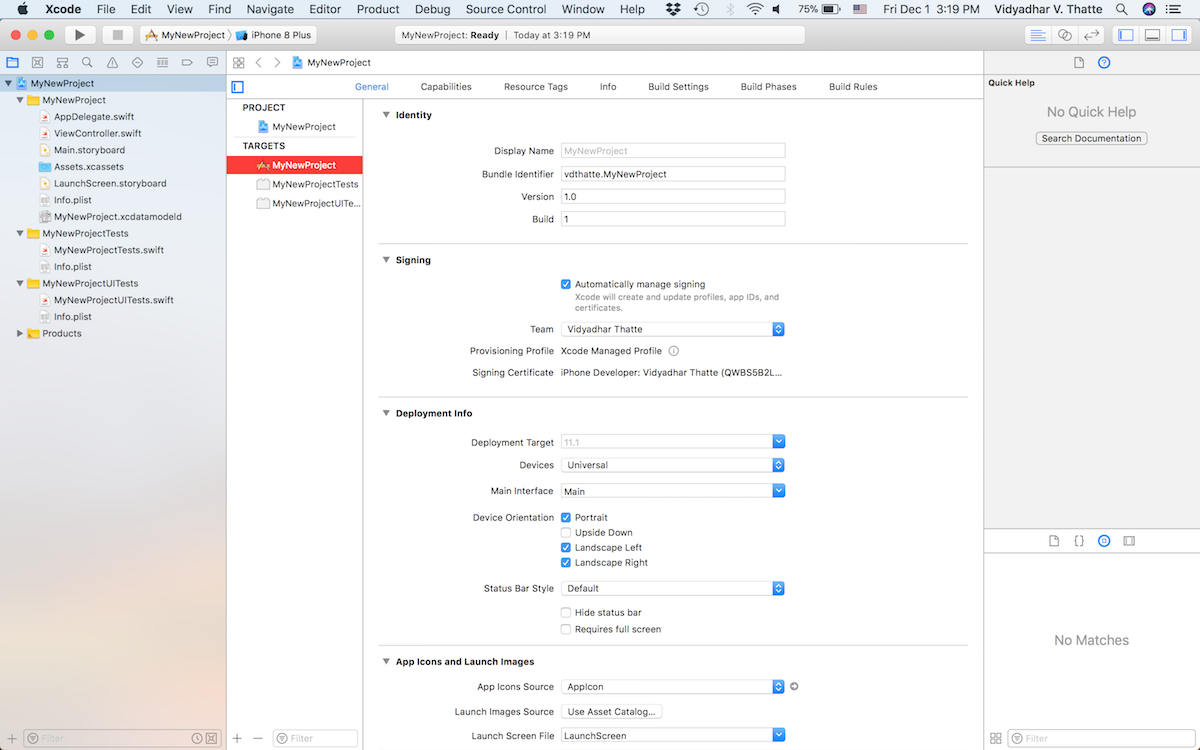 Xcode File Edit View Find Navigate Editor Product Debug Source Control Window Help 75% Fri Dec 1 3:19 PM Vidyadhar V. Thatte
MyNewProject iPhone 8 Plus MyNewProject: Ready | Today at 3:19 PM
MyNewProject
MyNewProject
MyNewProject
AppDelegate.swift
ViewController.swift
Main.storyboard
Assets.xcassets
LaunchScreen.storyboard
Info.plist
MyNewProject.xcdatamodeld
MyNewProjectTests
MyNewProjectTests.swift
Info.plist
MyNewProjectUITests
MyNewProjectUITests.swift
Info.plist
Products
Filter
General Capabilities Resource Tags Info Build Settings Build Phases Build Rules
PROJECT
MyNewProject
TARGETS
MyNewProject
MyNewProjectTests
MyNewProjectUITe...
Filter
Identity
Display Name MyNewProject
Bundle Identifier vdthatte.MyNewProject
Version 1.0
Build 1
Signing
Automatically manage signing
Xcode will create and update profiles, app IDs, and
certificates.
Team Vidyadhar Thatte
Provisioning Profile Xcode Managed Profile
Signing Certificate iPhone Developer: Vidyadhar Thatte (QWBS5B2L...
Deployment Info
Deployment Target 11.1
Devices Universal
Main Interface Main
Device Orientation Portrait
Upside Down
Landscape Left
Landscape Right
Status Bar Style Default
Hide status bar
Requires full screen
App Icons and Launch Images
App Icons Source AppIcon
Launch Images Source Use Asset Catalog...
Launch Screen File LaunchScreen
Quick Help
No Quick Help
Search Documentation
No Matches
Filter